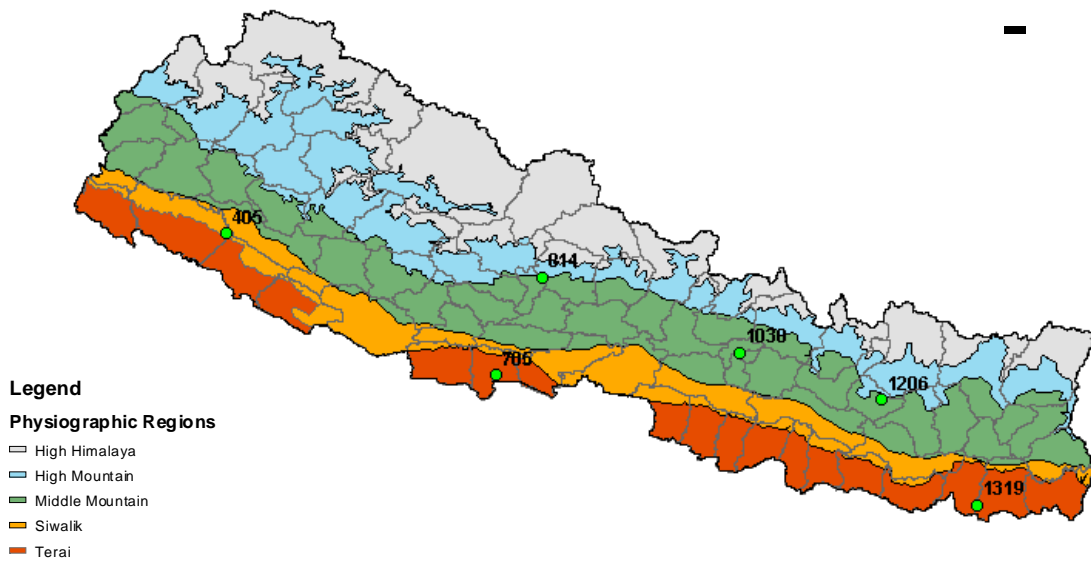 405
814
1030
705
1206
1319
Legend
Physiographic Regions
High Himalaya
High Mountain
Middle Mountain
Siwalik
Terai